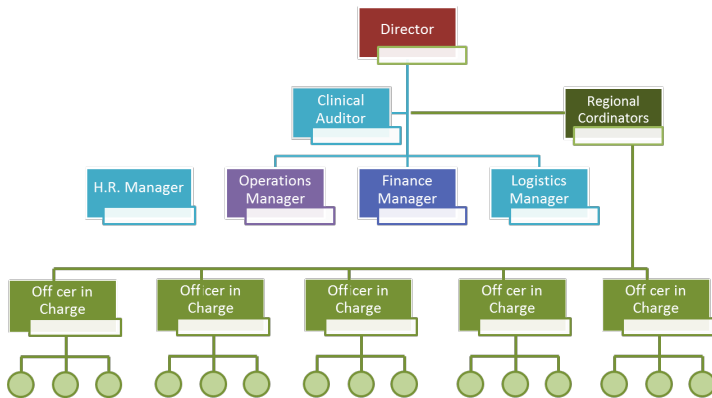 Director
Clinical
Auditor
Regional
Cordinators
H.R. Manager
Operations
Manager
Finance
Manager
Logistics
Manager
Off cer in
Charge
Off cer in
Charge
Off cer in
Charge
Off cer in
Charge
Off cer in
Charge